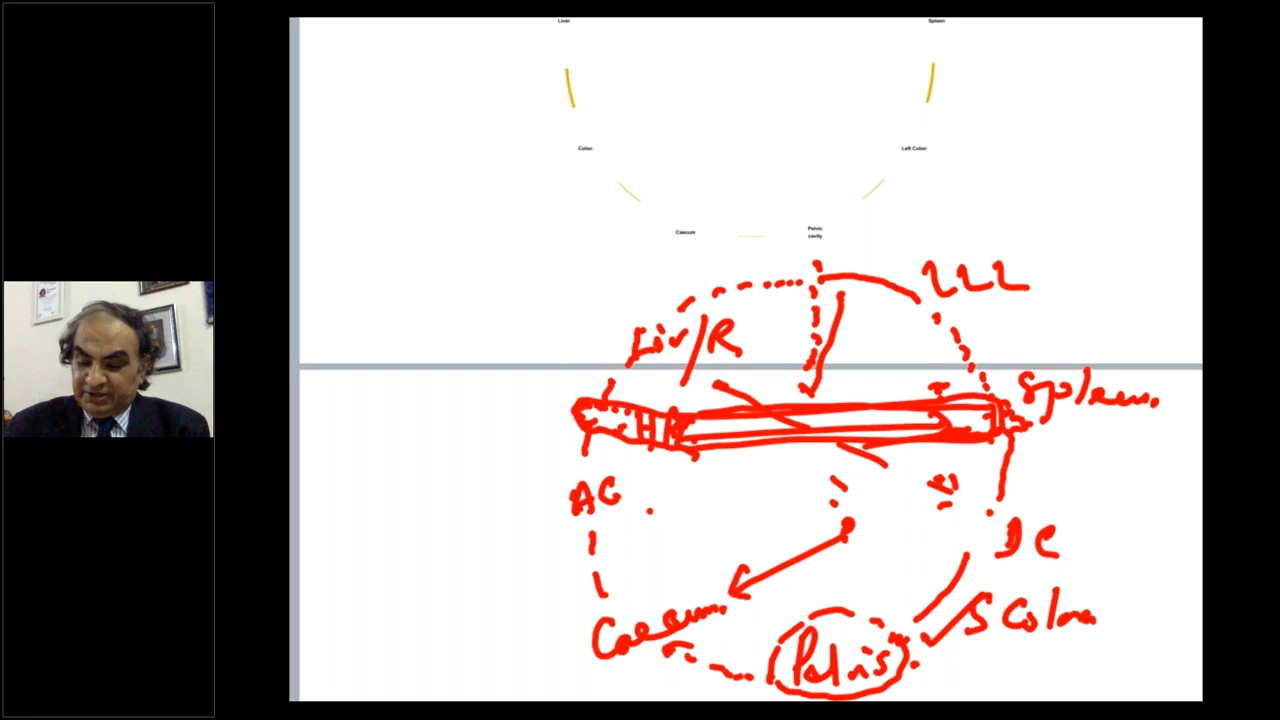 Liver Spleen
Colon Left Colon
Caecum Pelvic
cavity
LLL
Liv/R
Spleen.
AC
DC
S Colon
Caecum.
Pelvis